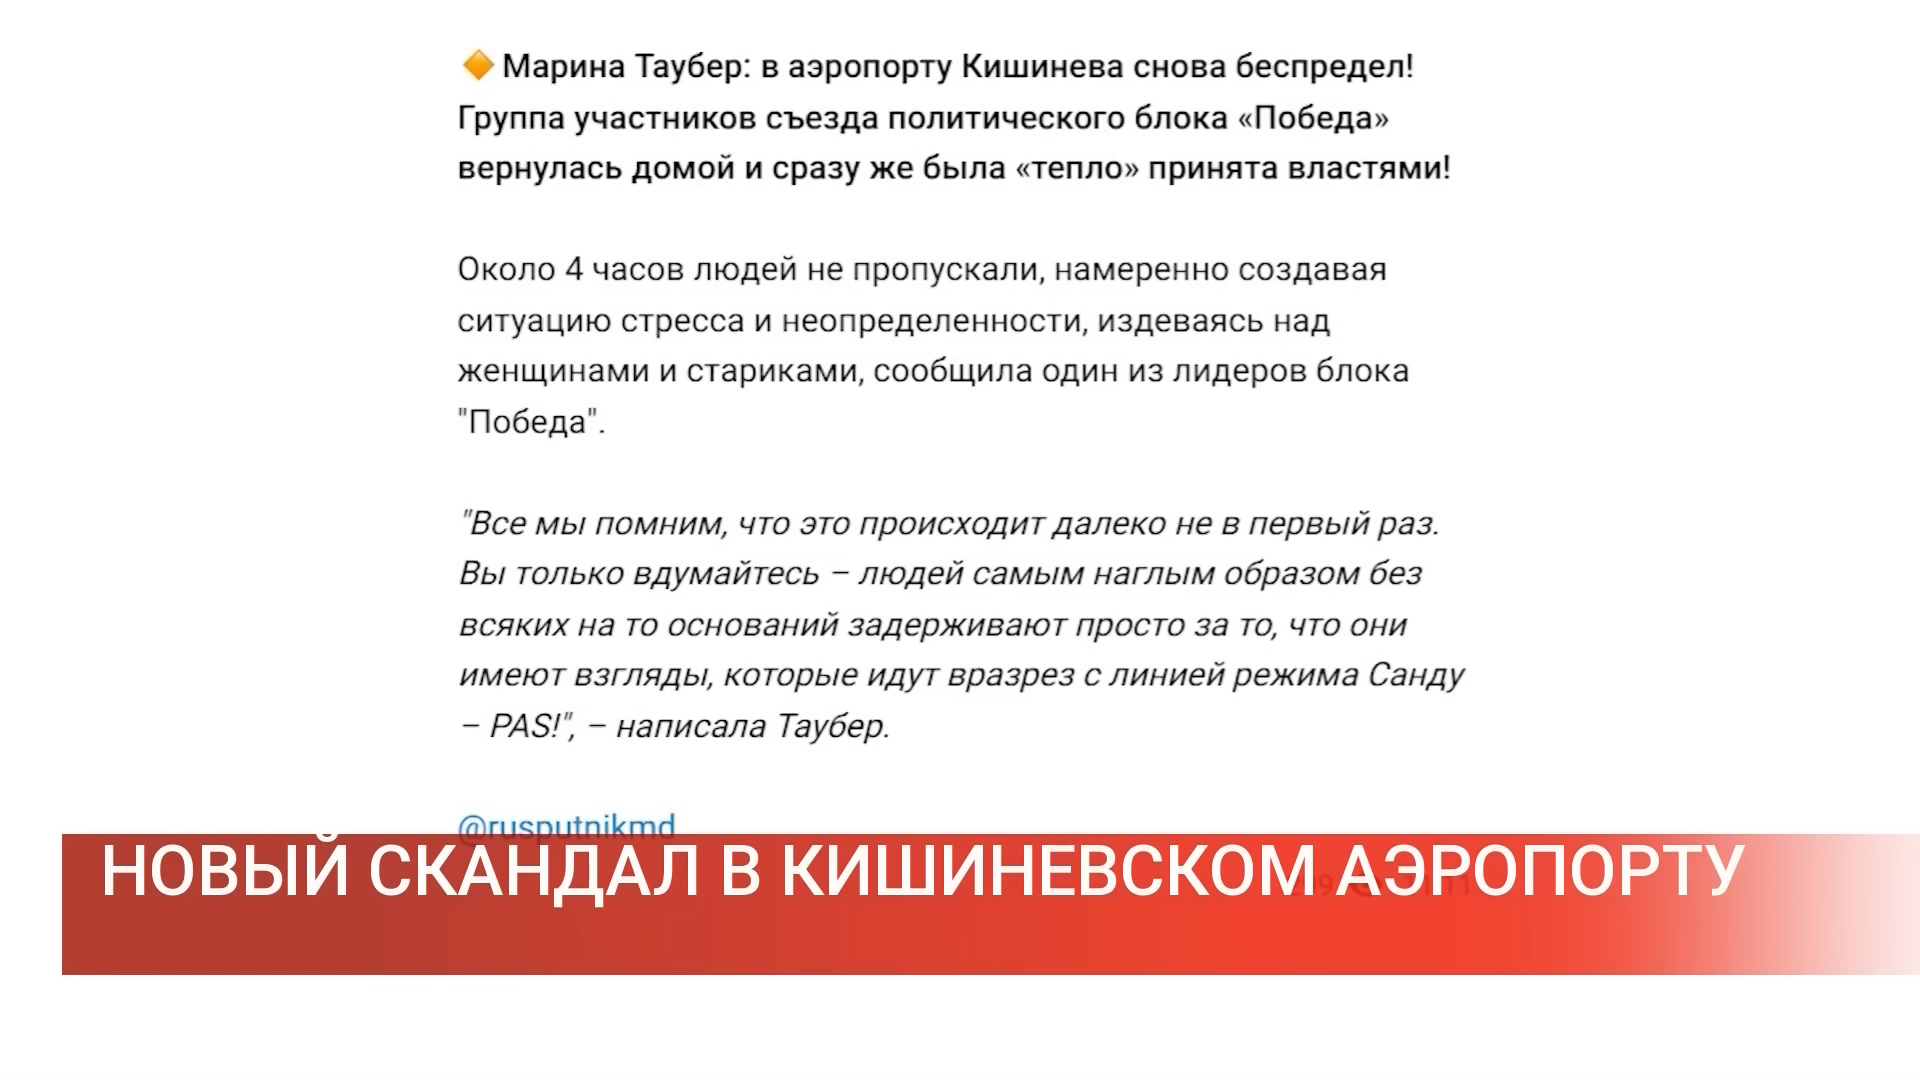 Марина Таубер: в аэропорту Кишинева снова беспредел!
Группа участников съезда политического блока «Победа»
вернулась домой и сразу же была «тепло» принята властями!
Около 4 часов людей не пропускали, намеренно создавая
ситуацию стресса и неопределенности, издеваясь над
женщинами и стариками, сообщила один из лидеров блока
"Победа".
"Все мы помним, что это происходит далеко не в первый раз.
Вы только вдумайтесь – людей самым наглым образом без
всяких на то оснований задерживают просто за то, что они
имеют взгляды, которые идут вразрез с линией режима Санду
– PAS!", – написала Таубер.
@rusputnikmd
НОВЫЙ СКАНДАЛ В КИШИНЕВСКОМ АЭРОПОРТУ